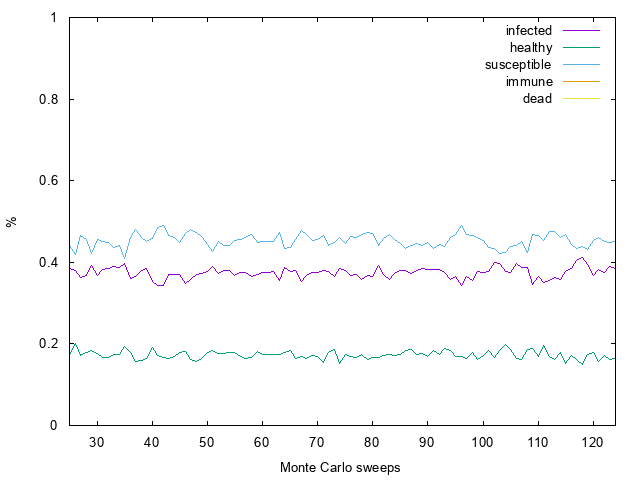 1
0.8
0.6
0.4
0.2
0
30 40 50 60 70 80 90 100 110 120
%
Monte Carlo sweeps
infected
healthy
susceptible
immune
dead